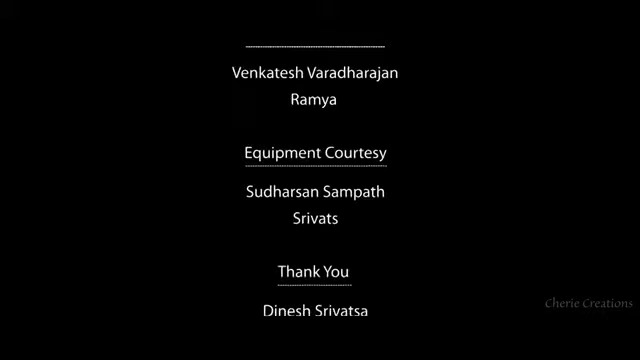 Venkatesh Varadharajan
Ramya
Equipment Courtesy
Sudharsan Sampath
Srivats
Thank You
Dinesh Srivatsa
Cherie Creations